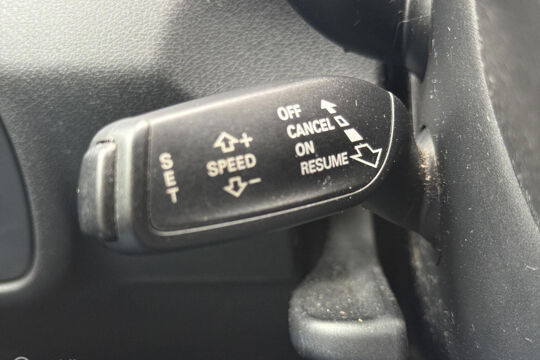 SET
+
SPEED
-
OFF
CANCEL
ON
RESUME